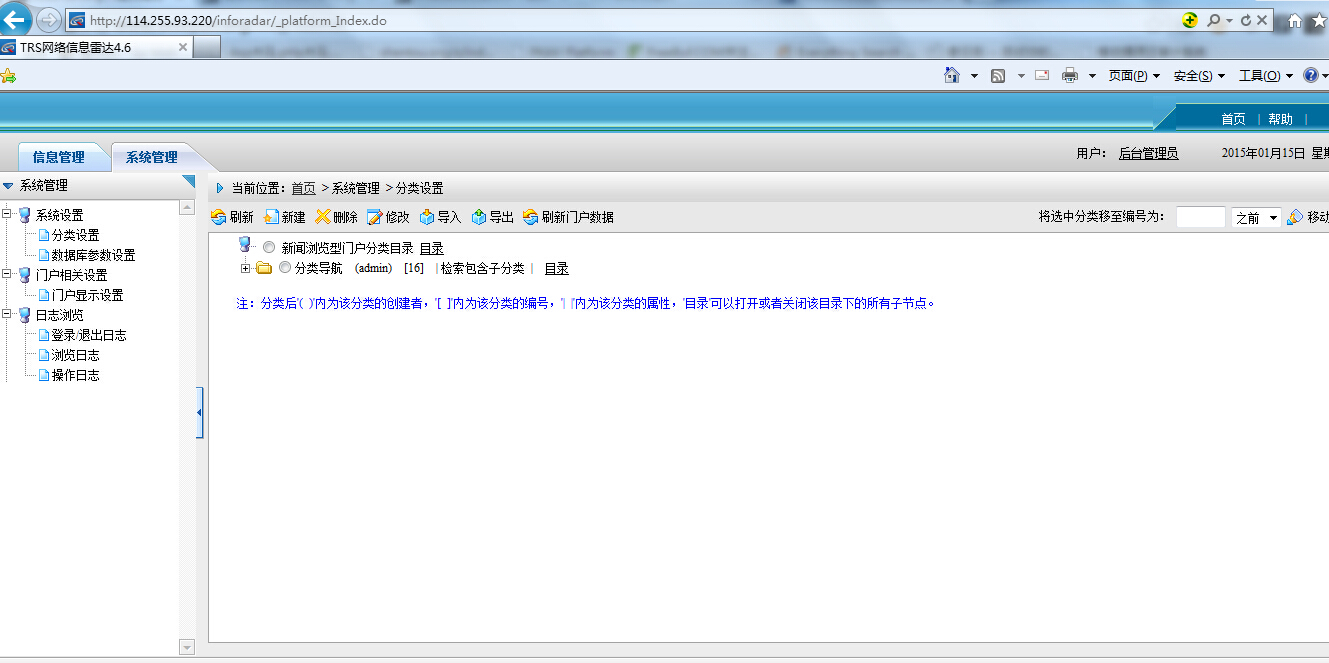 http://114.255.93.220/inforadar/_platform_Index.do
TRS网络信息雷达4.6
页面(P) 安全(S) 工具(O)
首页 | 帮助 |
信息管理 系统管理
用户： 后台管理员 2015年01月15日 星期
系统管理
当前位置：首页 >系统管理 >分类设置
刷新 新建 删除 修改 导入 导出 刷新门户数据
将选中分类移至编号为： 之前 移动
系统设置
分类设置
数据库参数设置
门户相关设置
门户显示设置
日志浏览
登录/退出日志
浏览日志
操作日志
新闻浏览型门户分类目录 目录
分类导航 (admin) [16] |检索包含子分类 | 目录
注：分类后'( )'内为该分类的创建者，'[ ]'内为该分类的编号，'| |'内为该分类的属性，'目录'可以打开或者关闭该目录下的所有子节点。